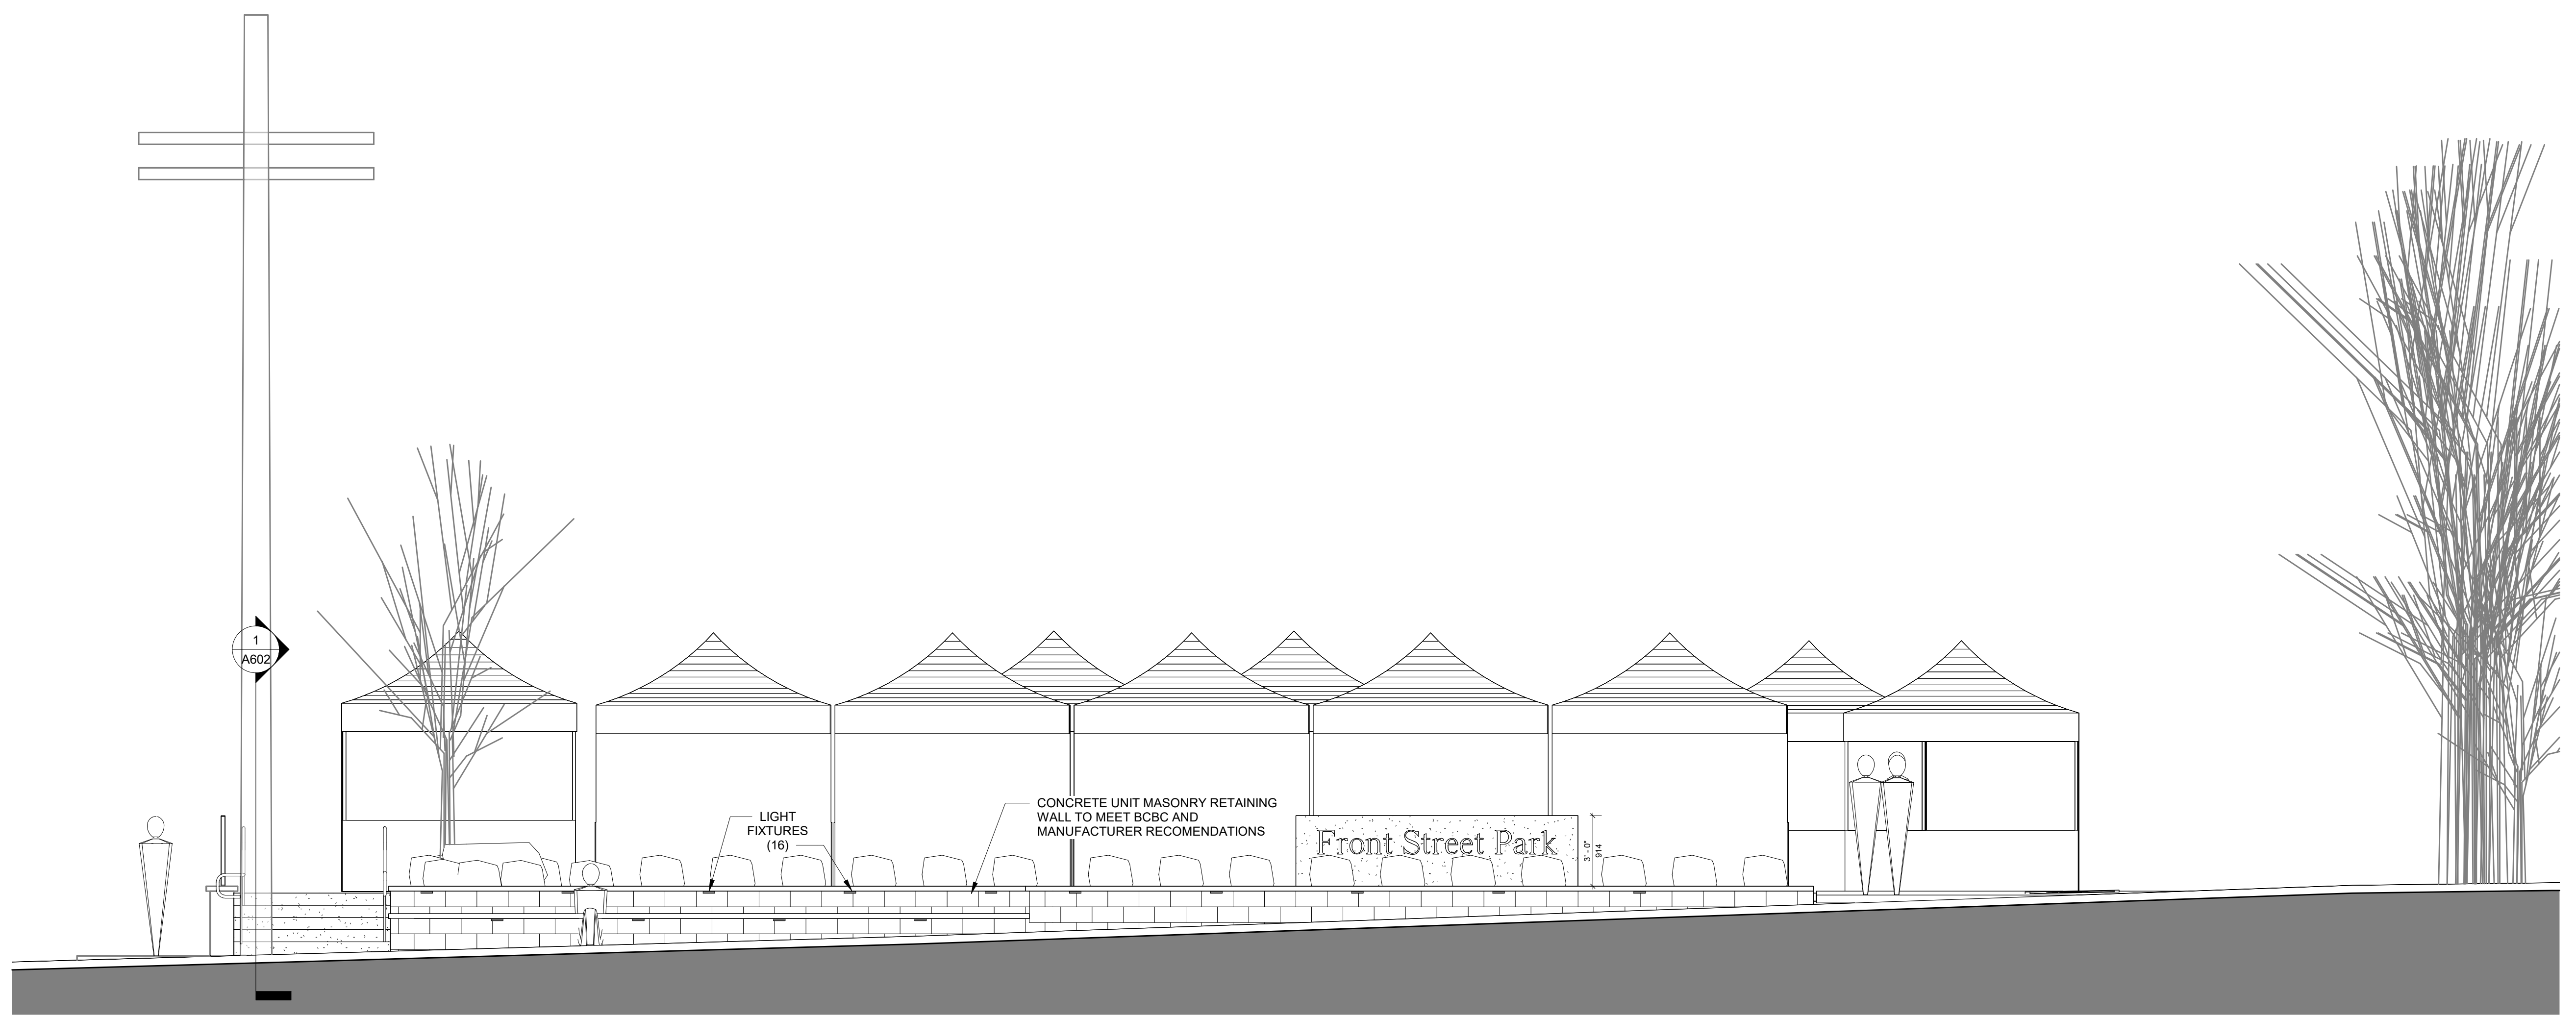 1
A602
LIGHT
FIXTURES
(16)
CONCRETE UNIT MASONRY RETAINING
WALL TO MEET BCBC AND
MANUFACTURER RECOMENDATIONS
Front Street Park
3' - 0"
914